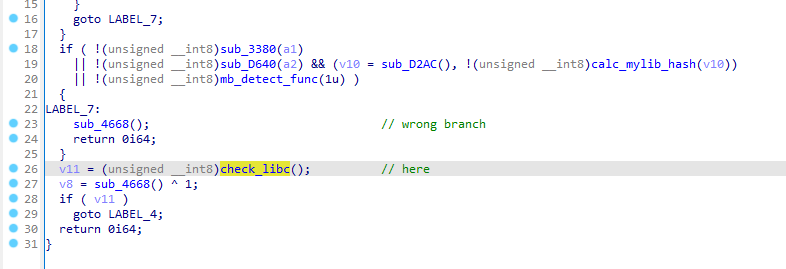 15 }
16 goto LABEL_7;
17 }
18 if ( !(unsigned __int8)sub_3380(a1)
19 || !(unsigned __int8)sub_D640(a2) && (v10 = sub_D2AC(), !(unsigned __int8)calc_mylib_hash(v10))
20 || !(unsigned __int8)mb_detect_func(1u) )
21 {
22 LABEL_7:
23 sub_4668(); // wrong branch
24 return 0i64;
25 }
26 v11 = (unsigned __int8)check_libc(); // here
27 v8 = sub_4668() ^ 1;
28 if ( v11 )
29 goto LABEL_4;
30 return 0i64;
31 }